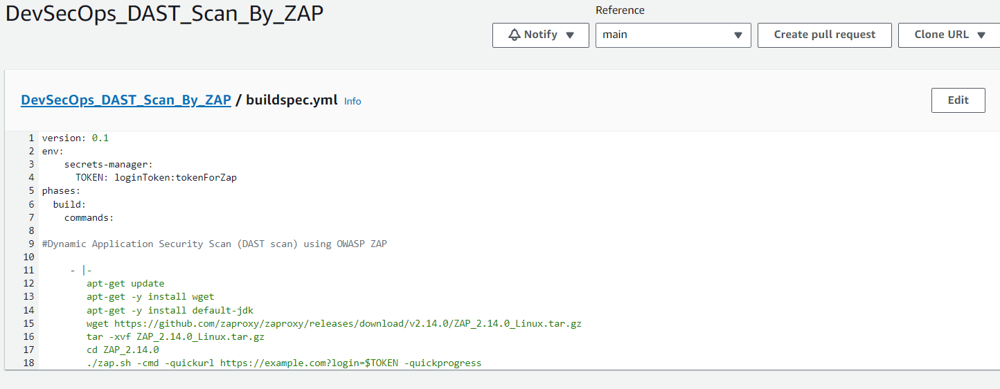 DevSecOps_DAST_Scan_By_ZAP
Reference
Notify
main
Create pull request
Clone URL
DevSecOps_DAST_Scan_By_ZAP / buildspec.yml Info
Edit
1 version: 0.1
2 env:
3 secrets-manager:
4 TOKEN: loginToken:tokenForZap
5 phases:
6 build:
7 commands:
8
9 #Dynamic Application Security Scan (DAST scan) using OWASP ZAP
10
11 - |-
12 apt-get update
13 apt-get -y install wget
14 apt-get -y install default-jdk
15 wget https://github.com/zaproxy/zaproxy/releases/download/v2.14.0/ZAP_2.14.0_Linux.tar.gz
16 tar -xvf ZAP_2.14.0_Linux.tar.gz
17 cd ZAP_2.14.0
18 ./zap.sh -cmd -quickurl https://example.com?login=$TOKEN -quickprogress